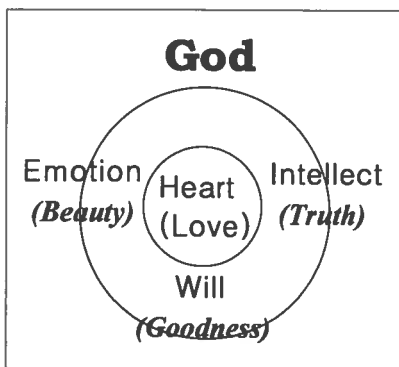 God
Emotion
(Beauty)
Heart
(Love)
Intellect
(Truth)
Will
(Goodness)